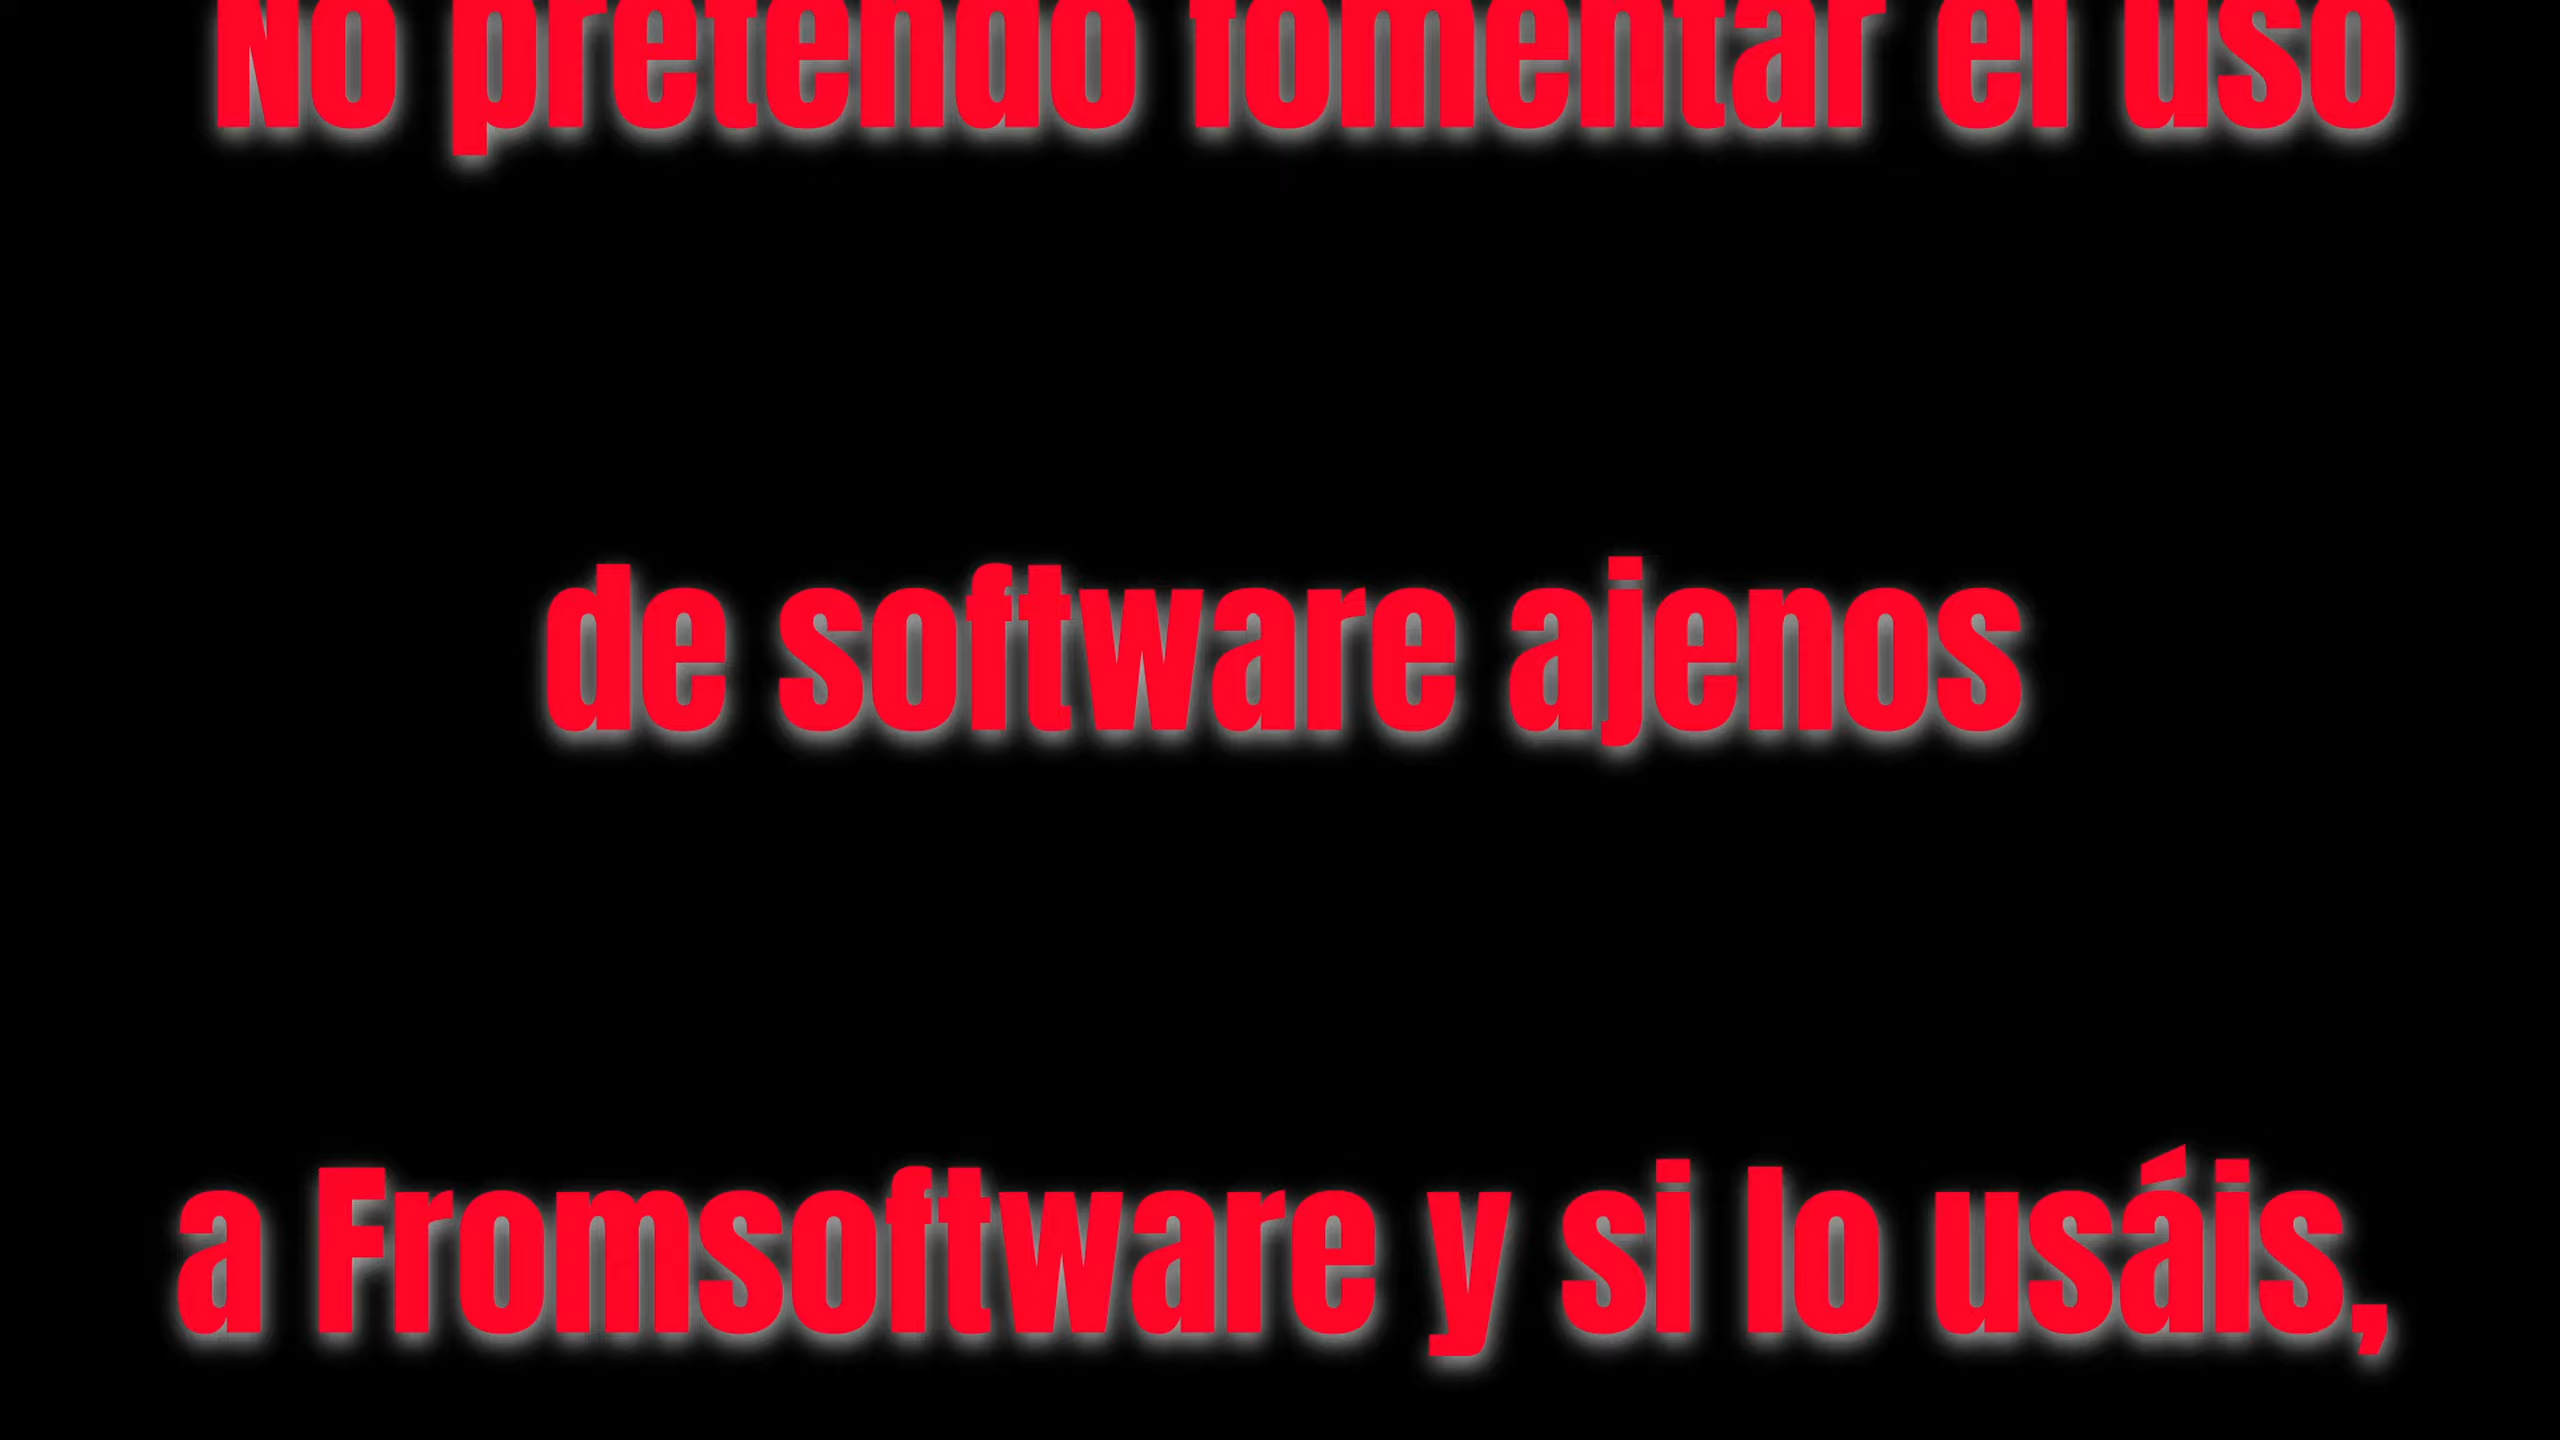 No pretendo fomentar el uso
de software ajenos
a Fromsoftware y si lo usáis,